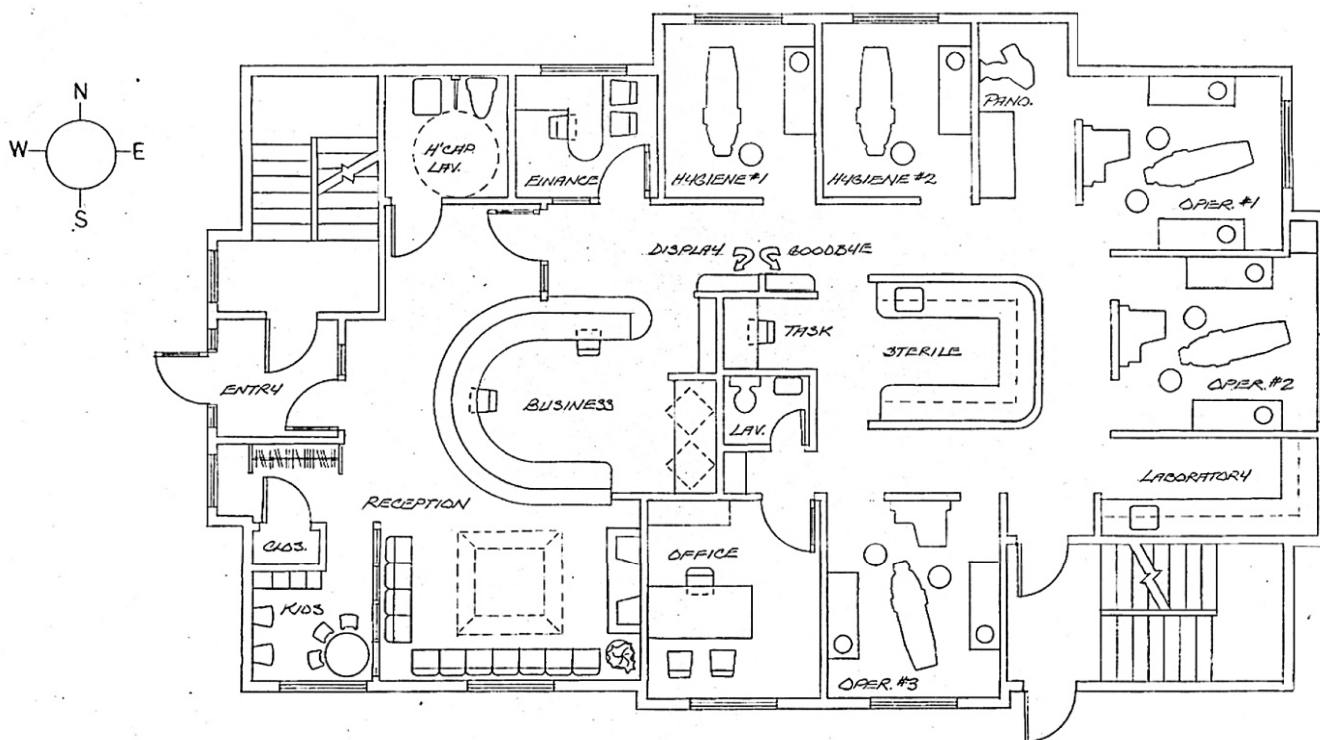 N
W E
S
H'CAP.
LAV.
FINANCE
HYGIENE #1
HYGIENE #2
PANO.
OPER. #1
DISPLAY
GOODBYE
TASK
STERILE
ENTRY
BUSINESS
LAV.
OPER. #2
RECEPTION
LABORATORY
CLOS.
OFFICE
KIDS
OPER. #3